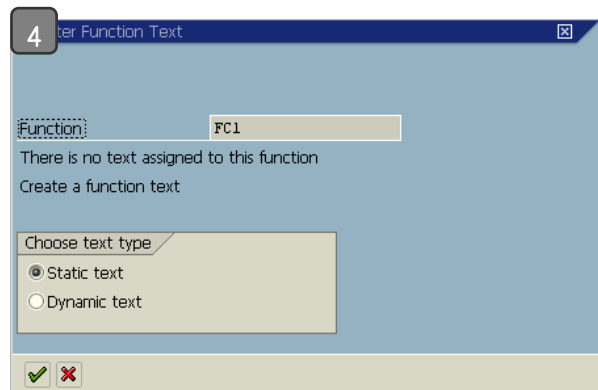 4
ter Function Text
Function
FC1
There is no text assigned to this function
Create a function text
Choose text type
Static text
Dynamic text